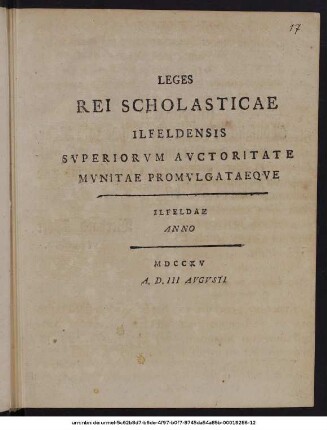 17
LEGES
REI SCHOLASTICAE
ILFELDENSIS
SVPERIORVM AVCTORITATE
MVNITAE PROMVLGATAEQVE
ILFELDAE
ANNO
MDCCXV
A. D. III AVGVSTI.